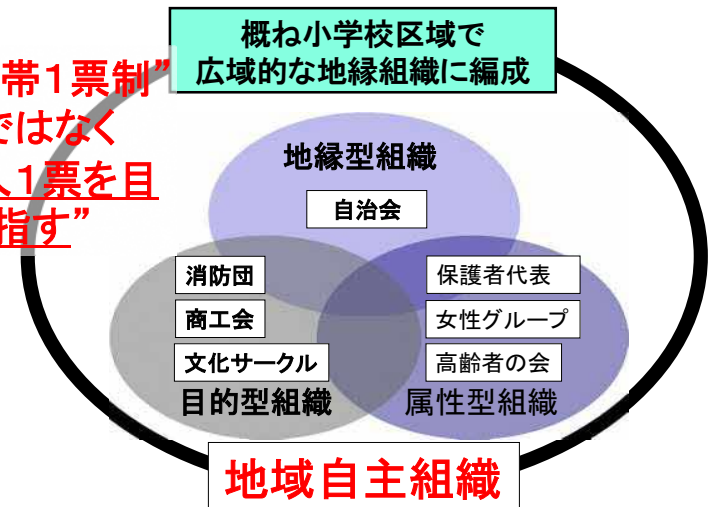 概ね小学校区域で
広域的な地縁組織に編成
帯1票制”
ではなく
人1票を目
指す”
地縁型組織
自治会
消防団
商工会
文化サークル
目的型組織
保護者代表
女性グループ
高齢者の会
属性型組織
地域自主組織